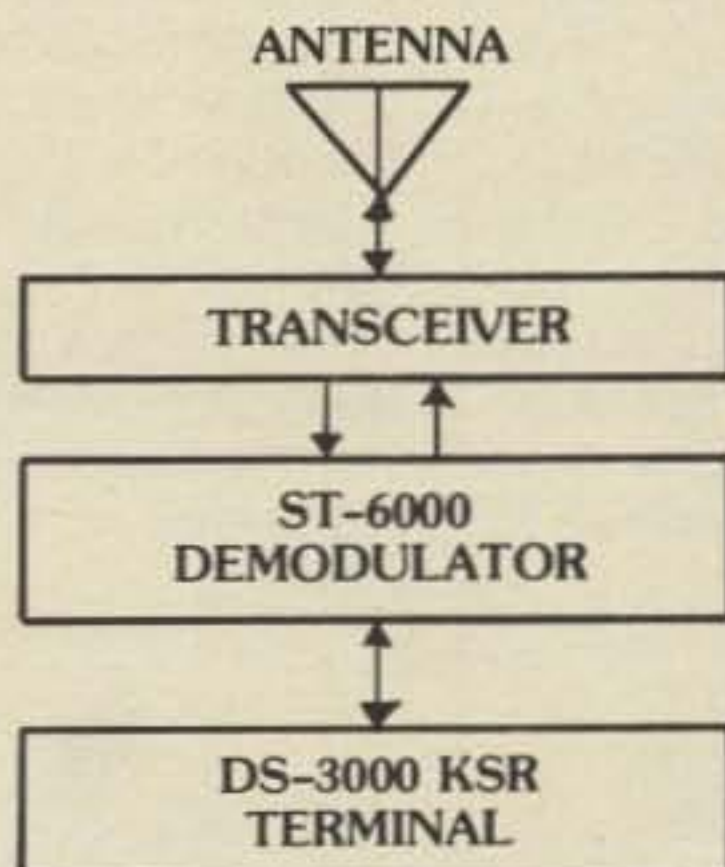 ANTENNA
TRANSCEIVER
ST-6000
DEMODULATOR
DS-3000 KSR
TERMINAL